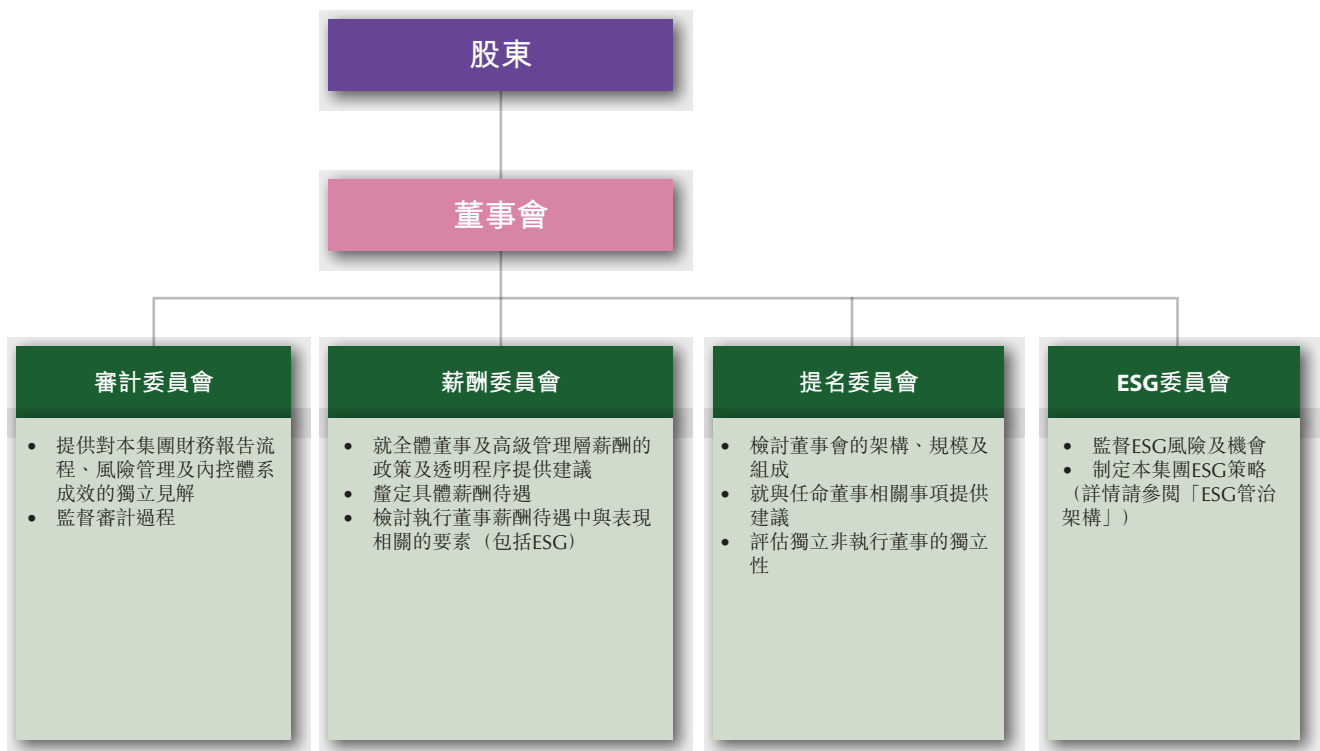 股東
董事會
審計委員會
• 提供對本集團財務報告流
程、風險管理及內控體系
成效的獨立見解
• 監督審計過程
薪酬委員會
• 就全體董事及高級管理層薪酬的
政策及透明程序提供建議
• 釐定具體薪酬待遇
• 檢討執行董事薪酬待遇中與表現
相關的要素（包括ESG）
提名委員會
• 檢討董事會的架構、規模及
組成
• 就與任命董事相關事項提供
建議
• 評估獨立非執行董事的獨立
性
ESG委員會
• 監督ESG風險及機會
• 制定本集團ESG策略
（詳情請參閱「ESG管治
架構」）